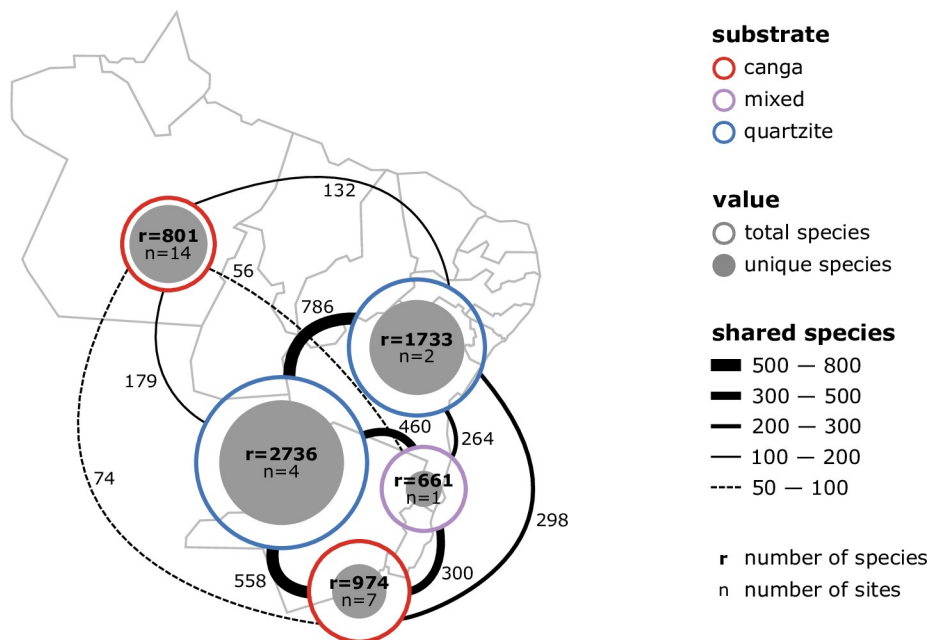 substrate
canga
mixed
quartzite
value
total species
unique species
shared species
500 — 800
300 — 500
200 — 300
100 — 200
50 — 100
r number of species
n number of sites
132
r=801
n=14
56
786
r=1733
n=2
179
460
264
r=2736
n=4
r=661
n=1
74
298
558
r=974
n=7
300